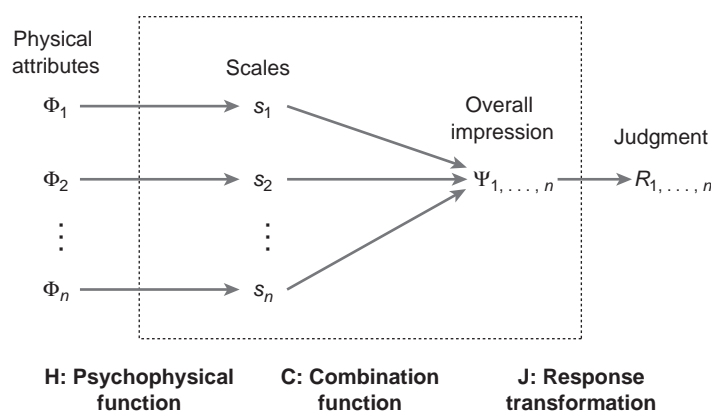 Physical
attributes
Scales
Overall
impression
Judgment
Φ1 s1
Φ2 s2 Ψ1, . . . , n R1, . . . , n
⋮ ⋮
Φn sn
H: Psychophysical
function
C: Combination
function
J: Response
transformation